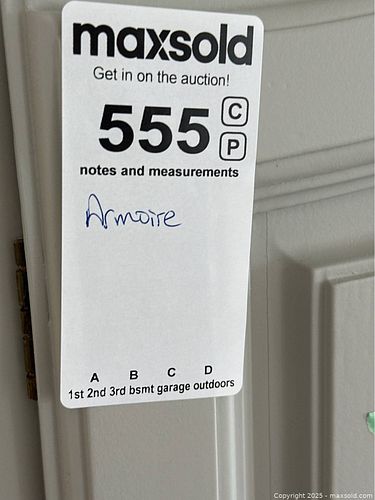 maxsold
Get in on the auction!
555 C
P
notes and measurements
Armoire
A B C D
1st 2nd 3rd bsmt garage outdoors
Copyright 2025 - maxsold.com